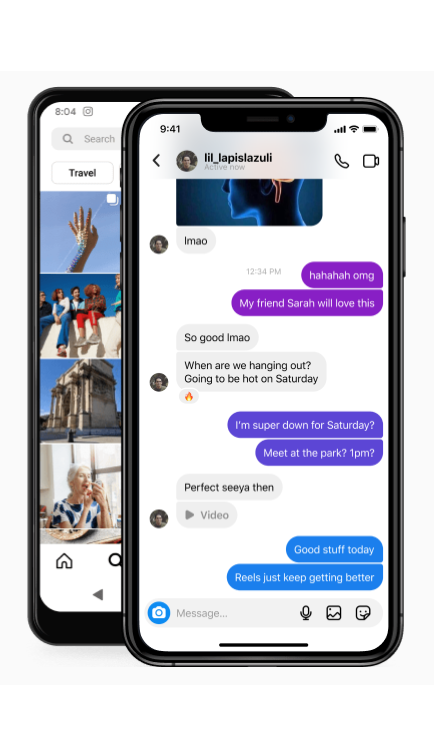 8:04
Search
Travel
9:41
lil_lapislazuli
Active now
lmao
12:34 PM
hahahah omg
My friend Sarah will love this
So good lmao
When are we hanging out?
Going to be hot on Saturday
I'm super down for Saturday?
Meet at the park? 1pm?
Perfect seeya then
Video
Good stuff today
Reels just keep getting better
Message...